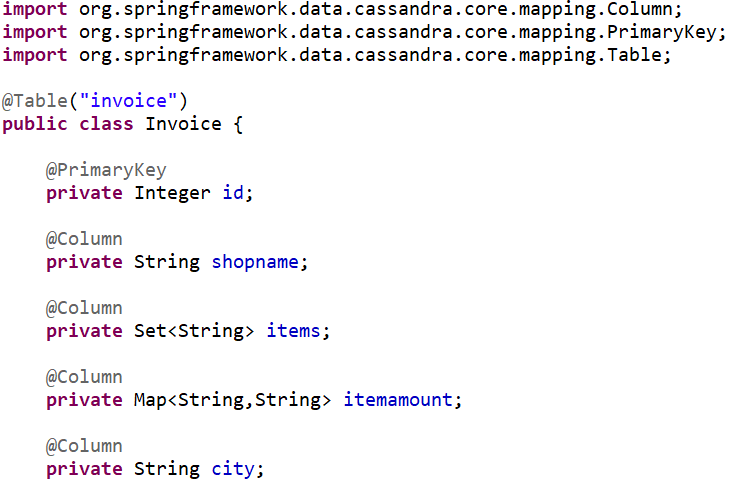 import org.springframework.data.cassandra.core.mapping.Column;
import org.springframework.data.cassandra.core.mapping.PrimaryKey;
import org.springframework.data.cassandra.core.mapping.Table;
@Table("invoice")
public class Invoice {
@PrimaryKey
private Integer id;
@Column
private String shopname;
@Column
private Set<String> items;
@Column
private Map<String,String> itemamount;
@Column
private String city;